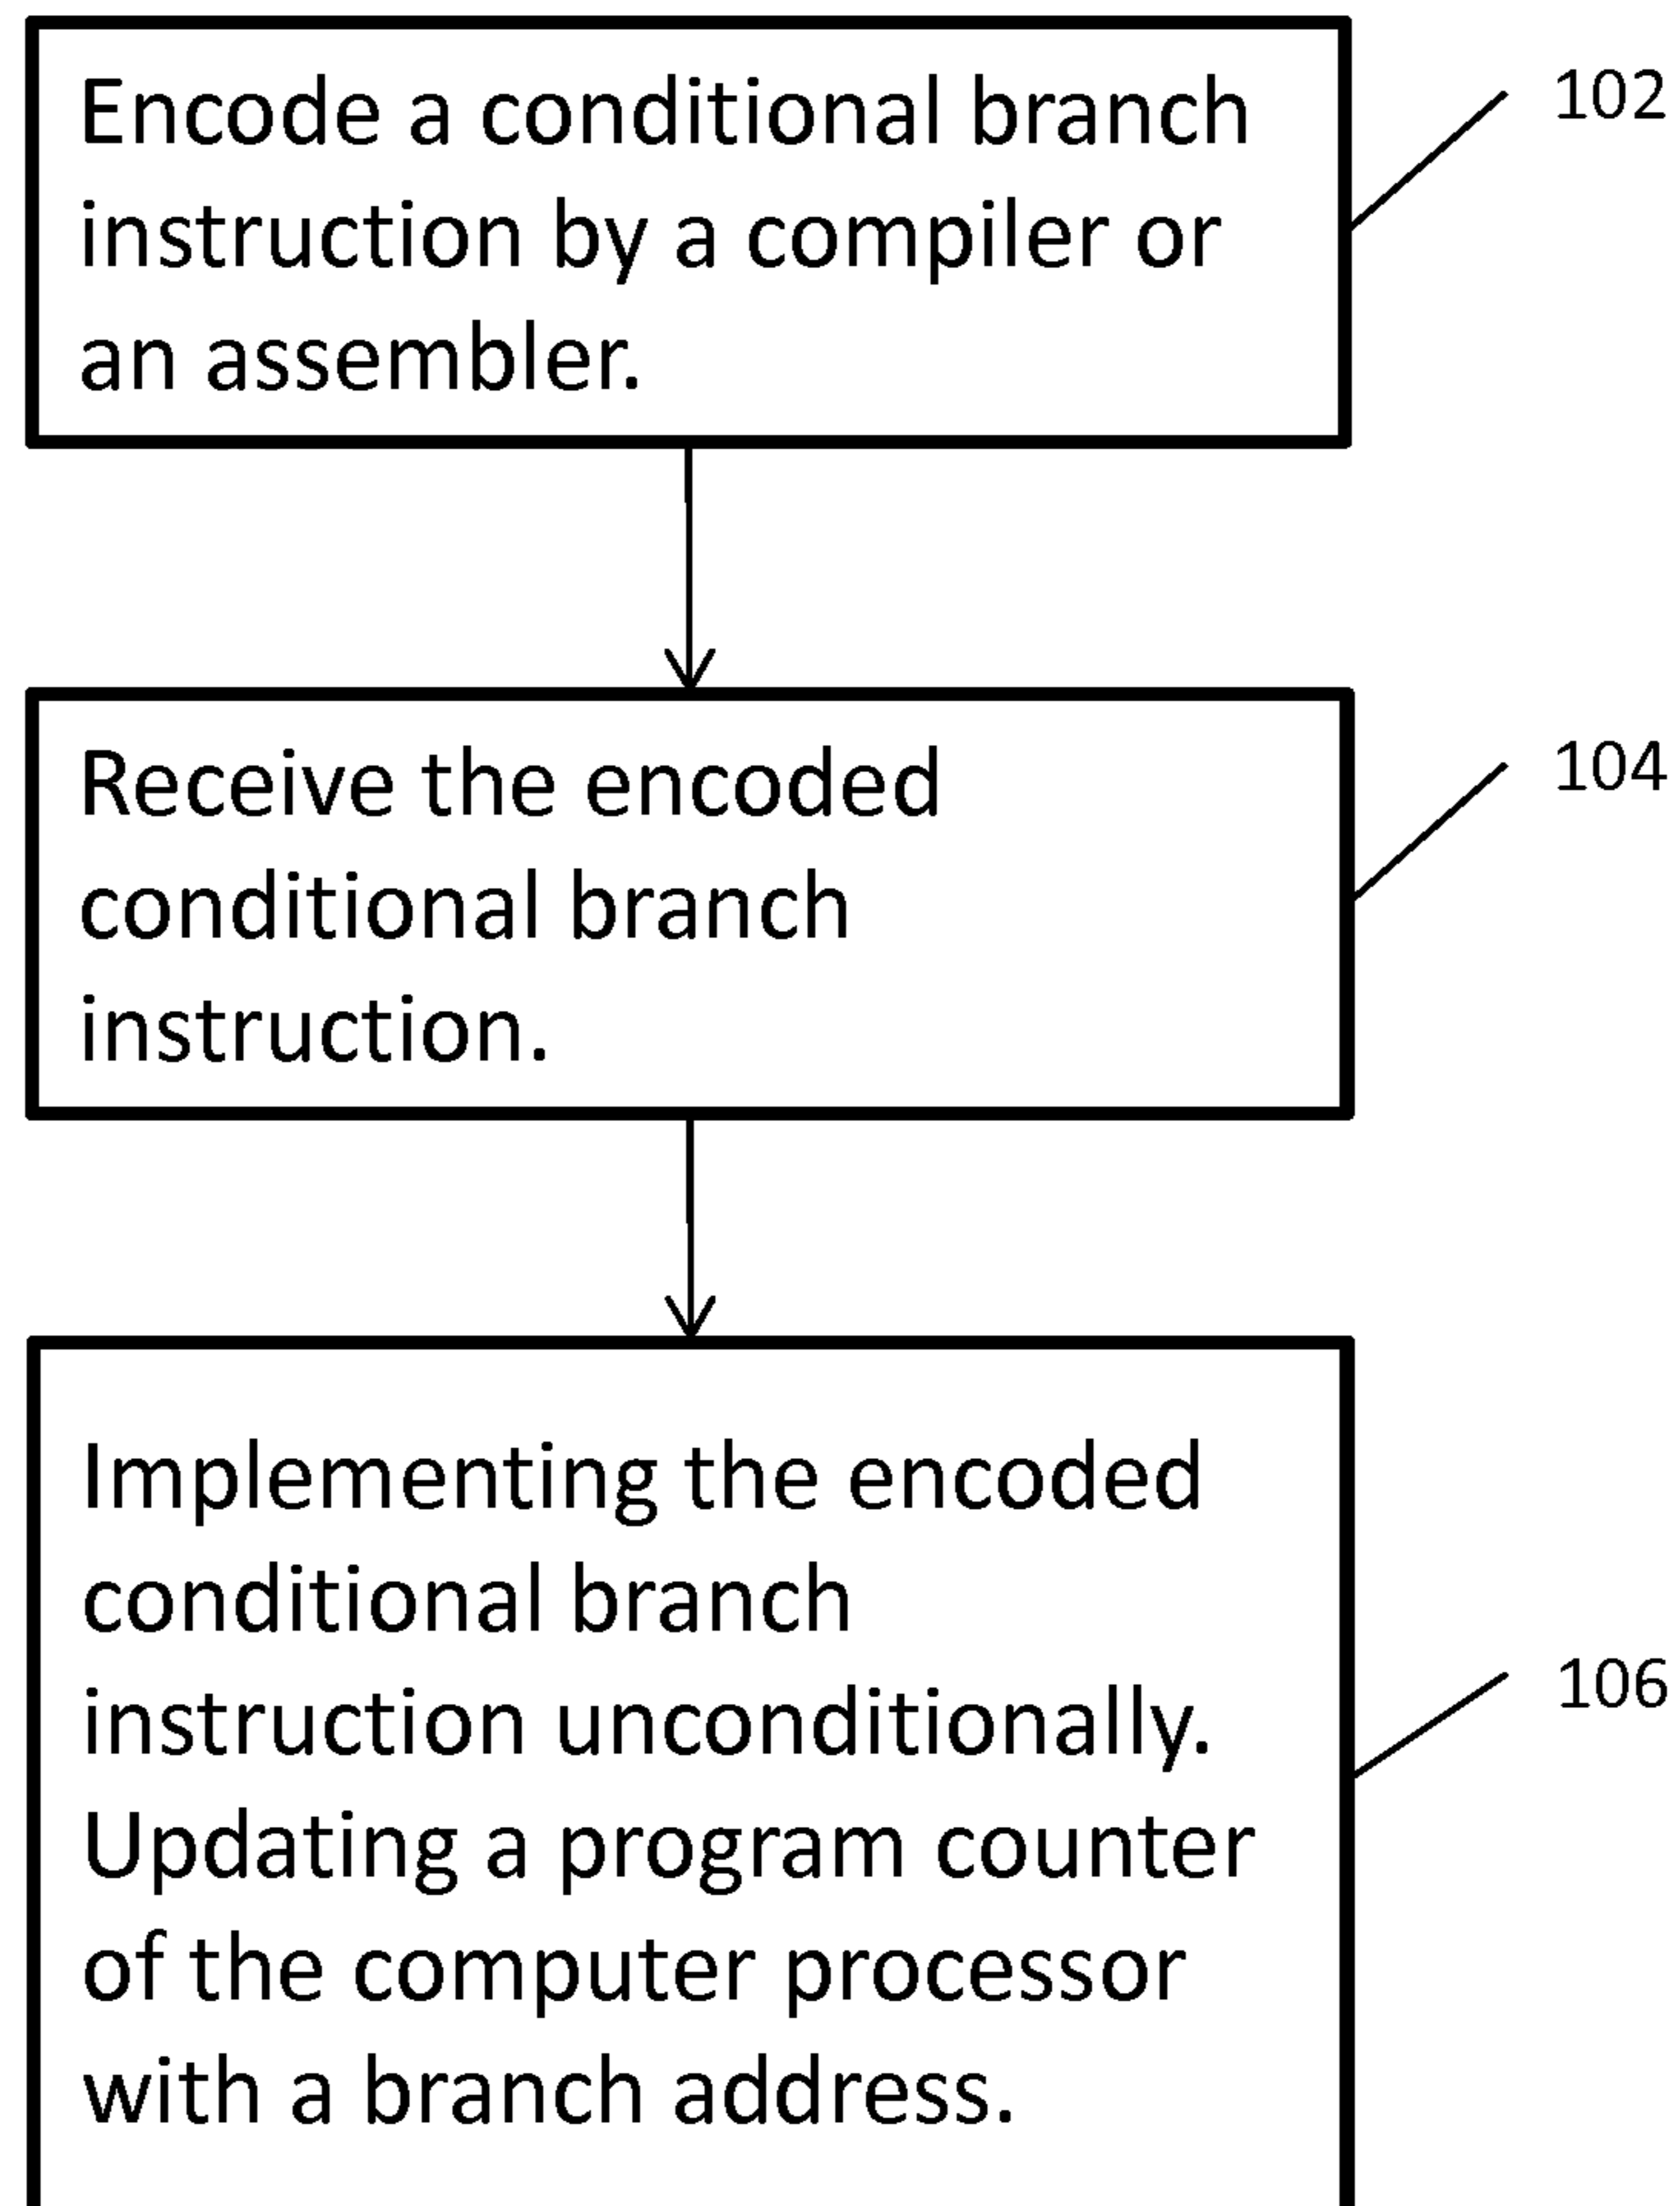 Encode a conditional branch
instruction by a compiler or
an assembler.
102
Receive the encoded
conditional branch
instruction.
104
Implementing the encoded
conditional branch
instruction unconditionally.
Updating a program counter
of the computer processor
with a branch address.
106